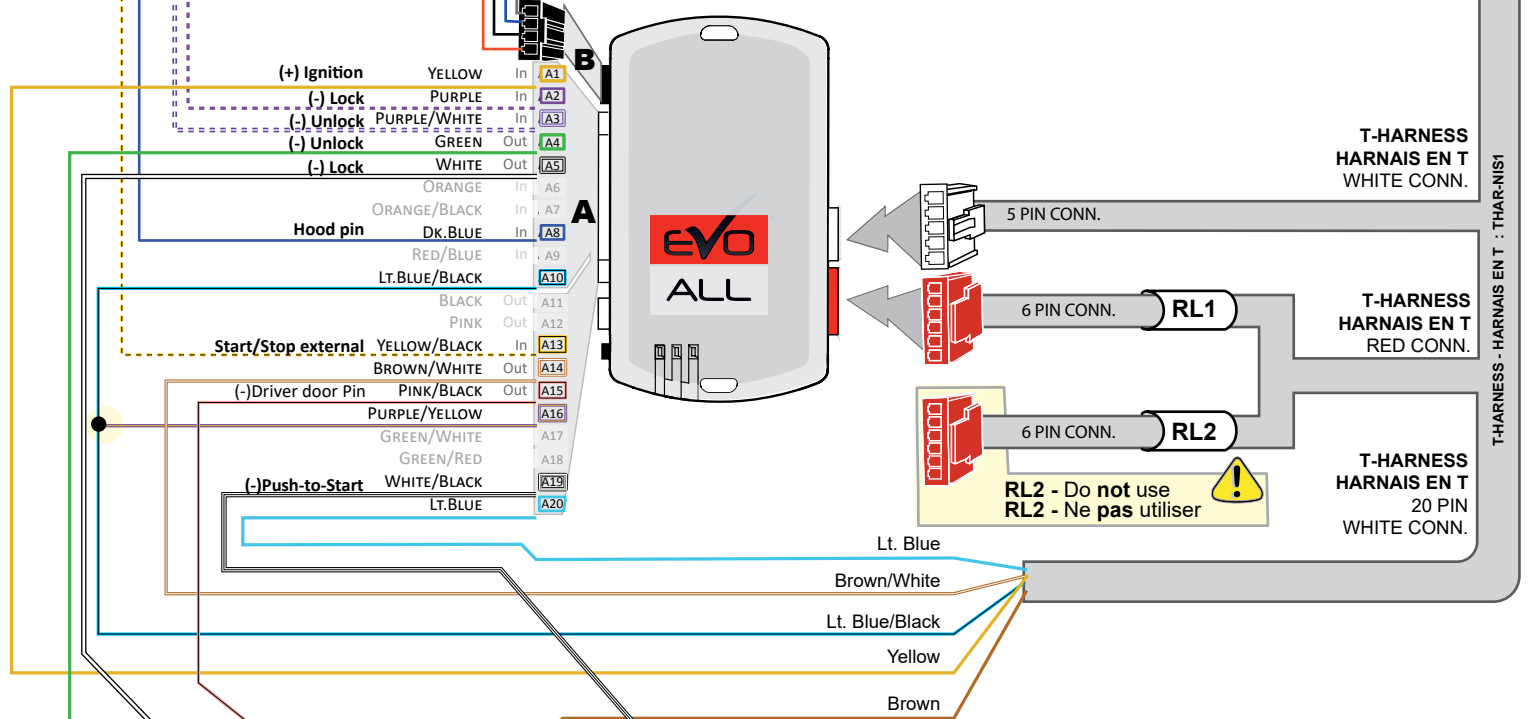 B
(+) Ignition YELLOW In A1
(-) Lock PURPLE In A2
(-) Unlock PURPLE/WHITE In A3
(-) Unlock GREEN Out A4
(-) Lock WHITE Out A5
ORANGE In A6
ORANGE/BLACK In A7
A
Hood pin DK.BLUE In A8
RED/BLUE In A9
LT.BLUE/BLACK A10
BLACK Out A11
PINK Out A12
Start/Stop external YELLOW/BLACK In A13
BROWN/WHITE Out A14
(-)Driver door Pin PINK/BLACK Out A15
PURPLE/YELLOW A16
GREEN/WHITE A17
GREEN/RED A18
(-)Push-to-Start WHITE/BLACK A19
LT.BLUE A20
EVO
ALL
T-HARNESS
HARNAIS EN T
WHITE CONN.
5 PIN CONN.
6 PIN CONN. RL1
T-HARNESS
HARNAIS EN T
RED CONN.
6 PIN CONN. RL2
RL2 - Do not use
RL2 - Ne pas utiliser
T-HARNESS
HARNAIS EN T
20 PIN
WHITE CONN.
T-HARNESS - HARNAIS EN T : THAR-NIS1
Lt. Blue
Brown/White
Lt. Blue/Black
Yellow
Brown